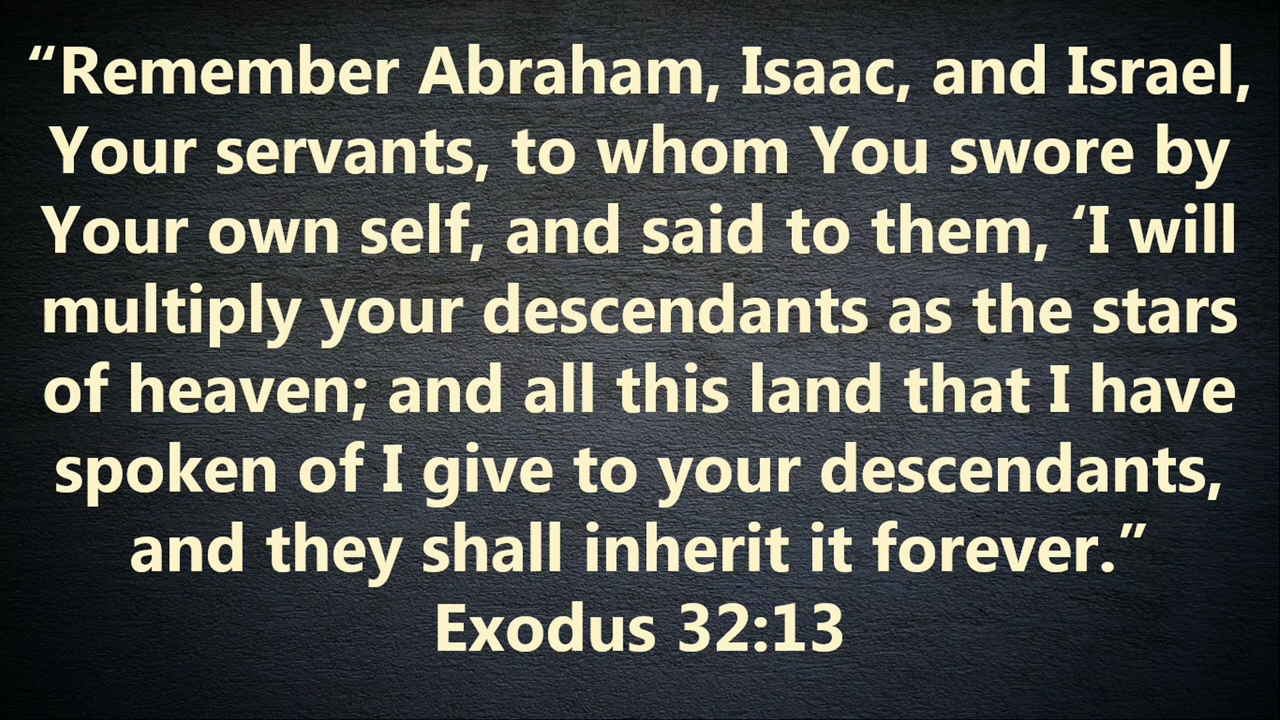 “Remember Abraham, Isaac, and Israel,
Your servants, to whom You swore by
Your own self, and said to them, ‘I will
multiply your descendants as the stars
of heaven; and all this land that I have
spoken of I give to your descendants,
and they shall inherit it forever.”
Exodus 32:13